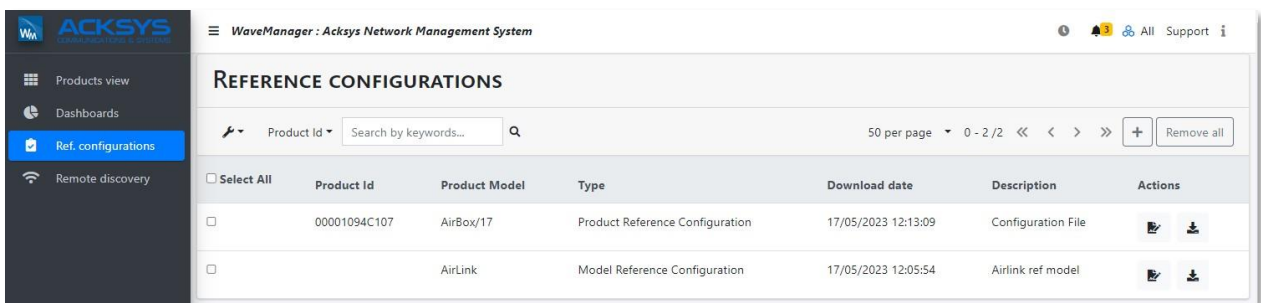 WM ACKSYS
COMMUNICATIONS & SYSTEMS
WaveManager : Acksys Network Management System
3 All Support i
Products view
Dashboards
Ref. configurations
Remote discovery
REFERENCE CONFIGURATIONS
Product Id Search by keywords... 50 per page 0 - 2 /2 « < > » + Remove all
Select All Product Id Product Model Type Download date Description Actions
00001094C107 AirBox/17 Product Reference Configuration 17/05/2023 12:13:09 Configuration File
AirLink Model Reference Configuration 17/05/2023 12:05:54 Airlink ref model